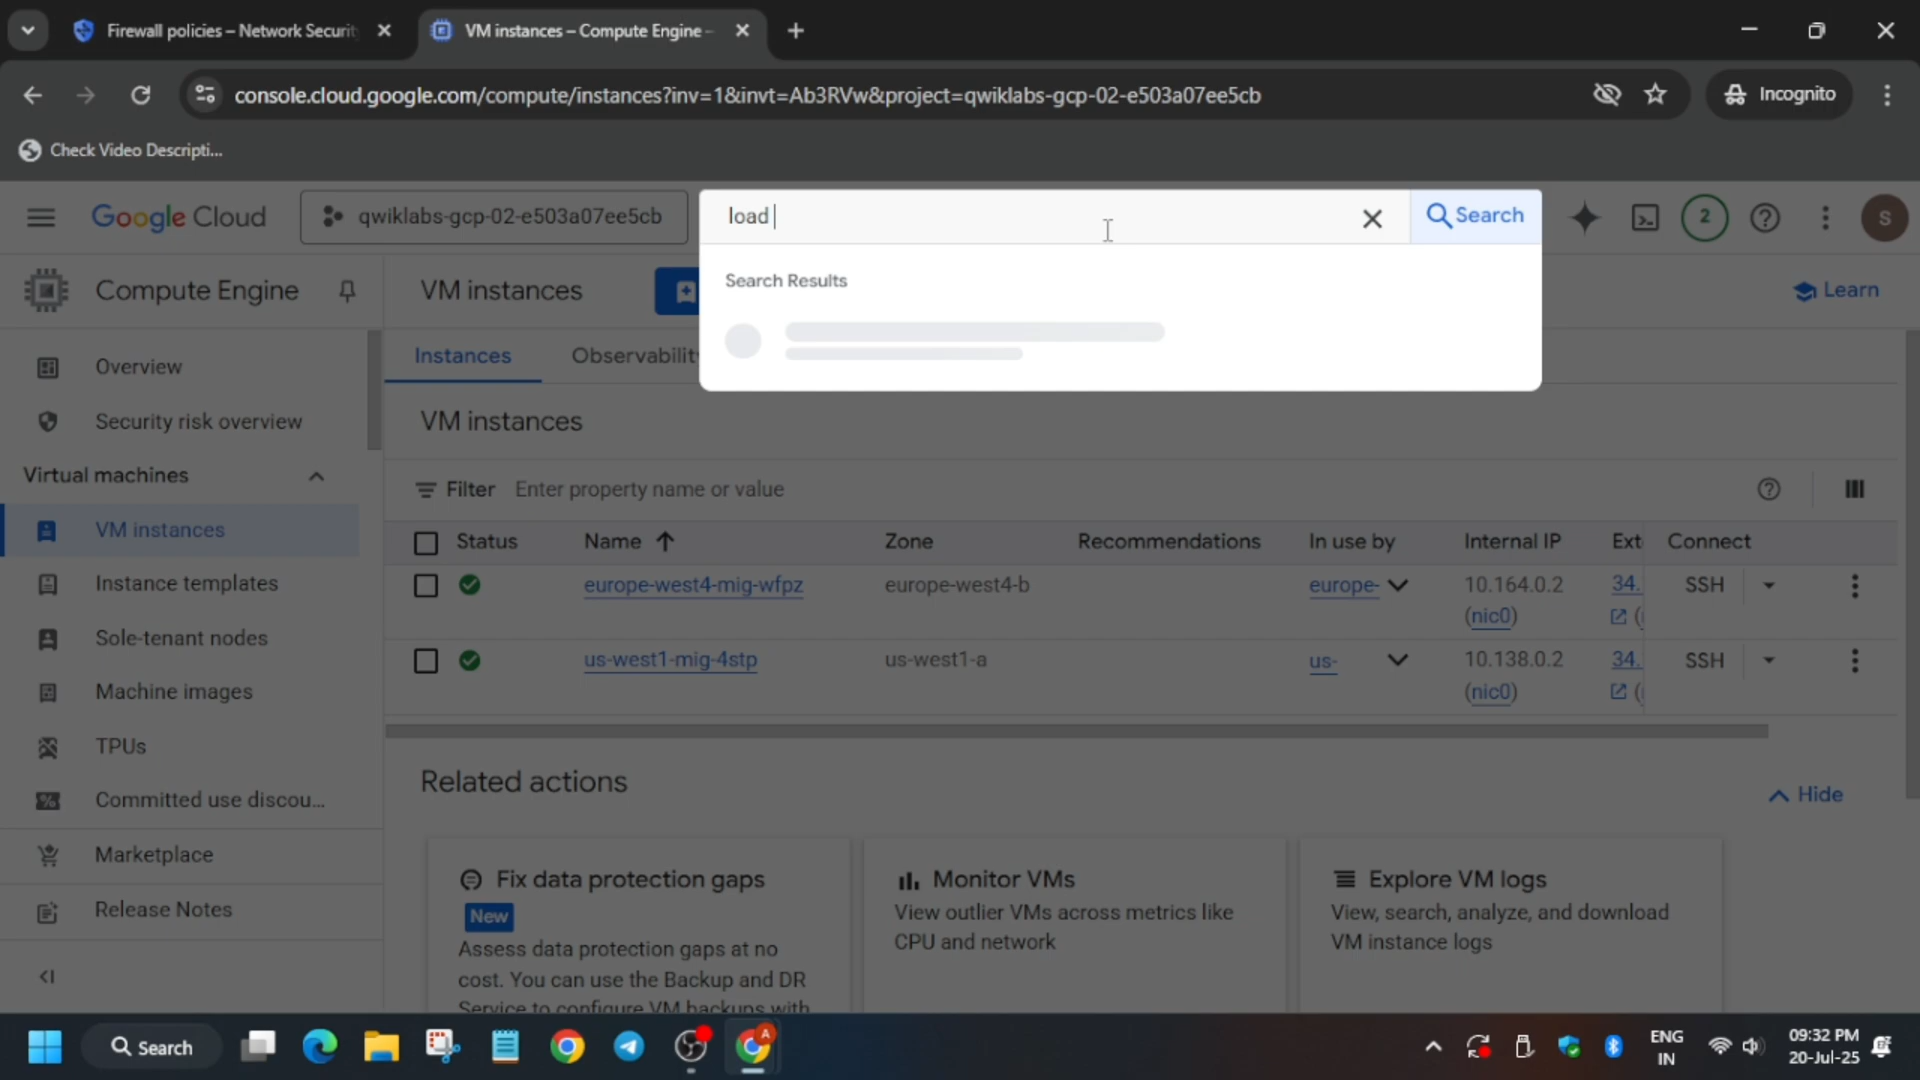 Firewall policies – Network Securit
VM instances – Compute Engine –
console.cloud.google.com/compute/instances?inv=1&invt=Ab3RVw&project=qwiklabs-gcp-02-e503a07ee5cb
Incognito
Check Video Descripti...
Google Cloud
qwiklabs-gcp-02-e503a07ee5cb
load
Search
2
S
Search Results
Compute Engine
VM instances
Learn
Instances
Observability
Overview
Security risk overview
Virtual machines
VM instances
Instance templates
Sole-tenant nodes
Machine images
TPUs
Committed use discou...
Marketplace
Release Notes
VM instances
Filter Enter property name or value
Status Name Zone Recommendations In use by Internal IP Ext Connect
europe-west4-mig-wfpz europe-west4-b europe- 10.164.0.2 34. SSH
(nic0) (
us-west1-mig-4stp us-west1-a us- 10.138.0.2 34. SSH
(nic0) (
Related actions
Hide
Fix data protection gaps
New
Assess data protection gaps at no
cost. You can use the Backup and DR
Service to configure VM backups with
Monitor VMs
View outlier VMs across metrics like
CPU and network
Explore VM logs
View, search, analyze, and download
VM instance logs
Search
A
ENG
IN
09:32 PM
20-Jul-25